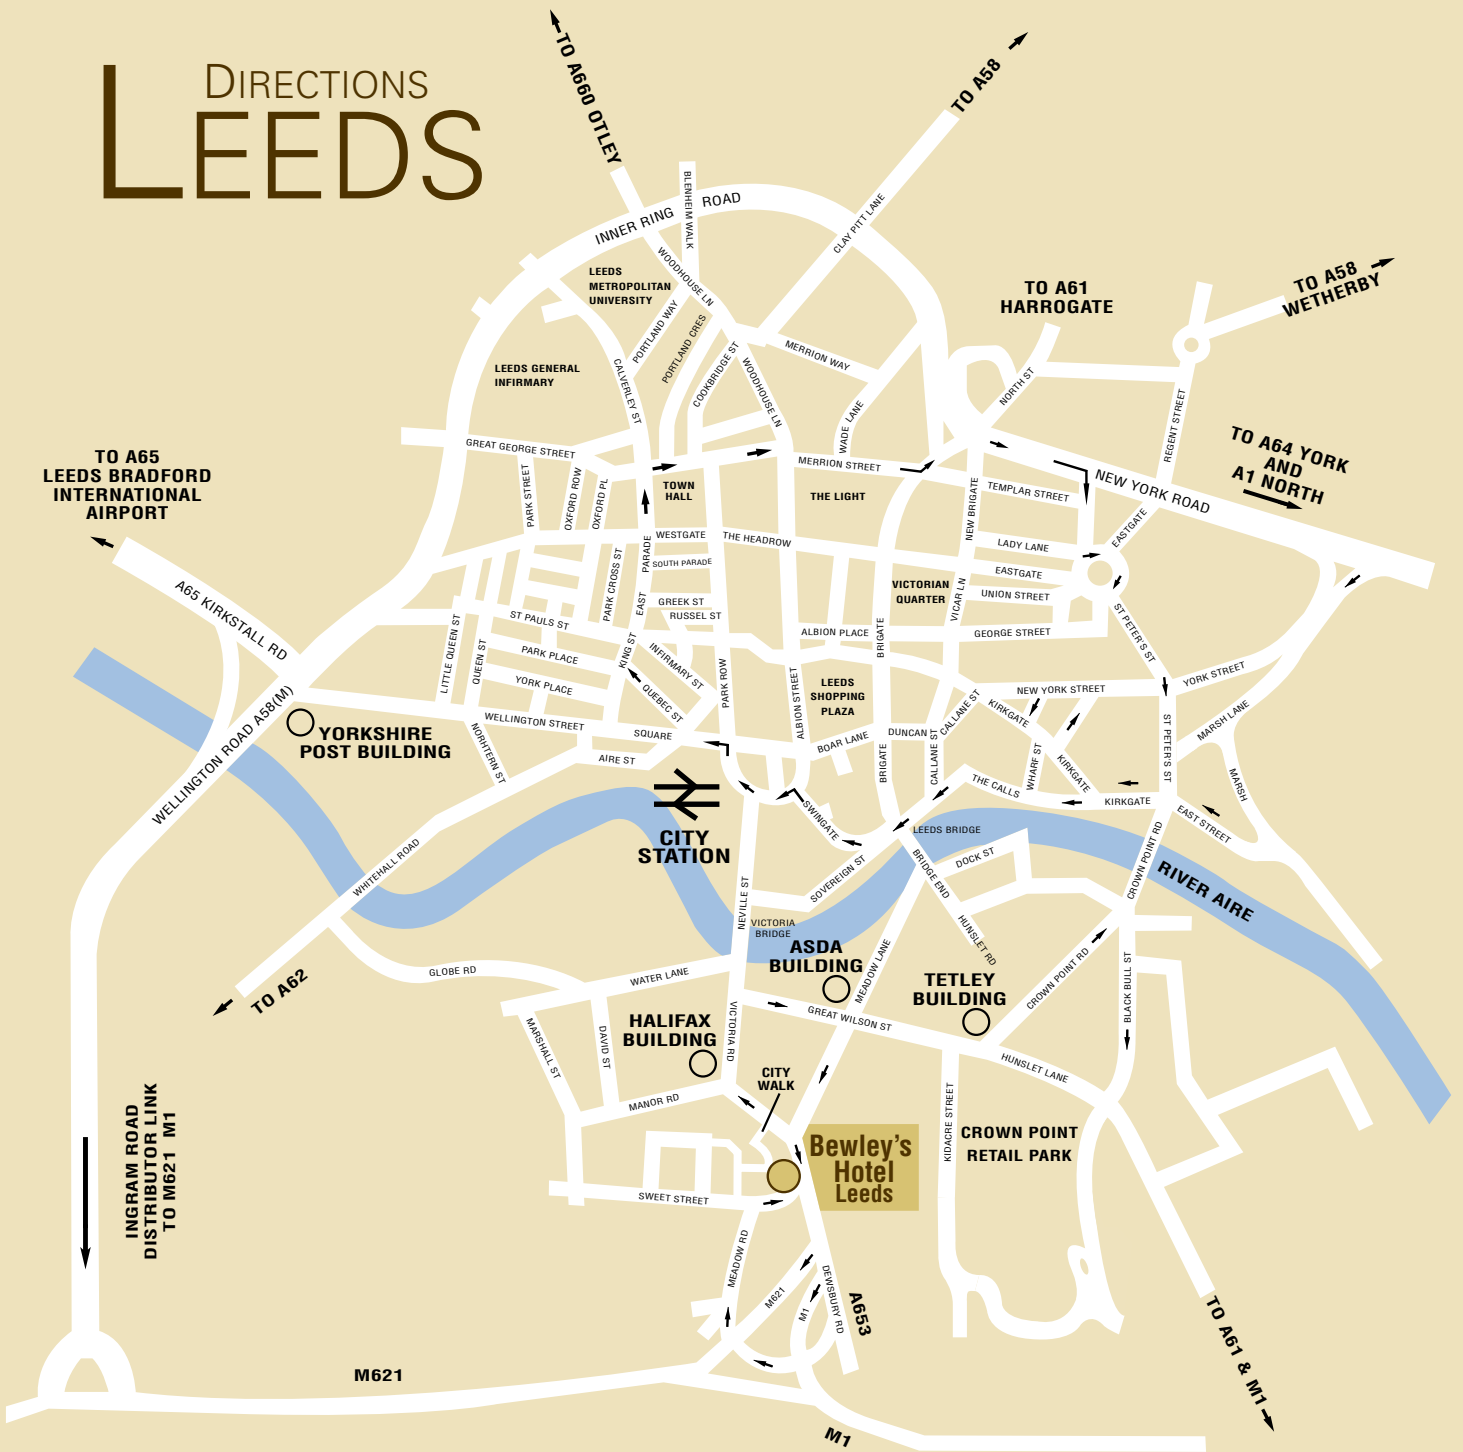 DIRECTIONS
LEEDS
TO A660 OTLEY
TO A58
BLENHEIM WALK
INNER RING ROAD
CLAY PITT LANE
WOODHOUSE LN
LEEDS
METROPOLITAN
UNIVERSITY
PORTLAND WAY
PORTLAND CRES
COOKBRIDGE ST
WOODHOUSE LN
MERRION WAY
TO A61
HARROGATE
TO A58
WETHERBY
LEEDS GENERAL
INFIRMARY
CALVERLEY ST
WADE LANE
NORTH ST
REGENT STREET
GREAT GEORGE STREET
MERRION STREET
TO A65
LEEDS BRADFORD
INTERNATIONAL
AIRPORT
TO A64 YORK
AND
A1 NORTH
NEW YORK ROAD
PARK STREET
OXFORD ROW
OXFORD PL
TOWN
HALL
THE LIGHT
NEW BRIGATE
TEMPLAR STREET
EASTGATE
WESTGATE
THE HEADROW
LADY LANE
SOUTH PARADE
EASTGATE
VICTORIAN
QUARTER
UNION STREET
VICAR LN
PARK CROSS ST
EAST PARADE
GREEK ST
RUSSEL ST
A65 KIRKSTALL RD
ST PAULS ST
PARK PLACE
YORK PLACE
LITTLE QUEEN ST
QUEEN ST
KING ST
INFIRMARY ST
QUEBEC ST
PARK ROW
ALBION PLACE
BRIGATE
GEORGE STREET
ST PETER'S ST
YORK STREET
ALBION STREET
LEEDS
SHOPPING
PLAZA
NEW YORK STREET
KIRKGATE
CALLANE ST
MARSH LANE
WELLINGTON ROAD A58(M)
YORKSHIRE
POST BUILDING
WELLINGTON STREET
SQUARE
NORHTERN ST
AIRE ST
BOAR LANE
DUNCAN
BRIGATE
CALLANE ST
WHARF ST
KIRKGATE
ST PETER'S ST
MARSH
THE CALLS
KIRKGATE
EAST STREET
CITY
STATION
SWINGATE
LEEDS BRIDGE
WHITEHALL ROAD
SOVEREIGN ST
BRIDGE END
DOCK ST
CROWN POINT RD
RIVER AIRE
NEVILLE ST
VICTORIA
BRIDGE
HUNSLET RD
ASDA
BUILDING
MEADOW LANE
TETLEY
BUILDING
CROWN POINT RD
BLACK BULL ST
TO A62
GLOBE RD
WATER LANE
GREAT WILSON ST
HALIFAX
BUILDING
VICTORIA RD
MARSHALL ST
DAVID ST
HUNSLET LANE
CITY
WALK
MANOR RD
KIDACRE STREET
CROWN POINT
RETAIL PARK
Bewley's
Hotel
Leeds
INGRAM ROAD
DISTRIBUTOR LINK
TO M621 M1
SWEET STREET
MEADOW RD
M621
M1
DEWSBURY RD
A653
TO A61 & M1
M621
M1